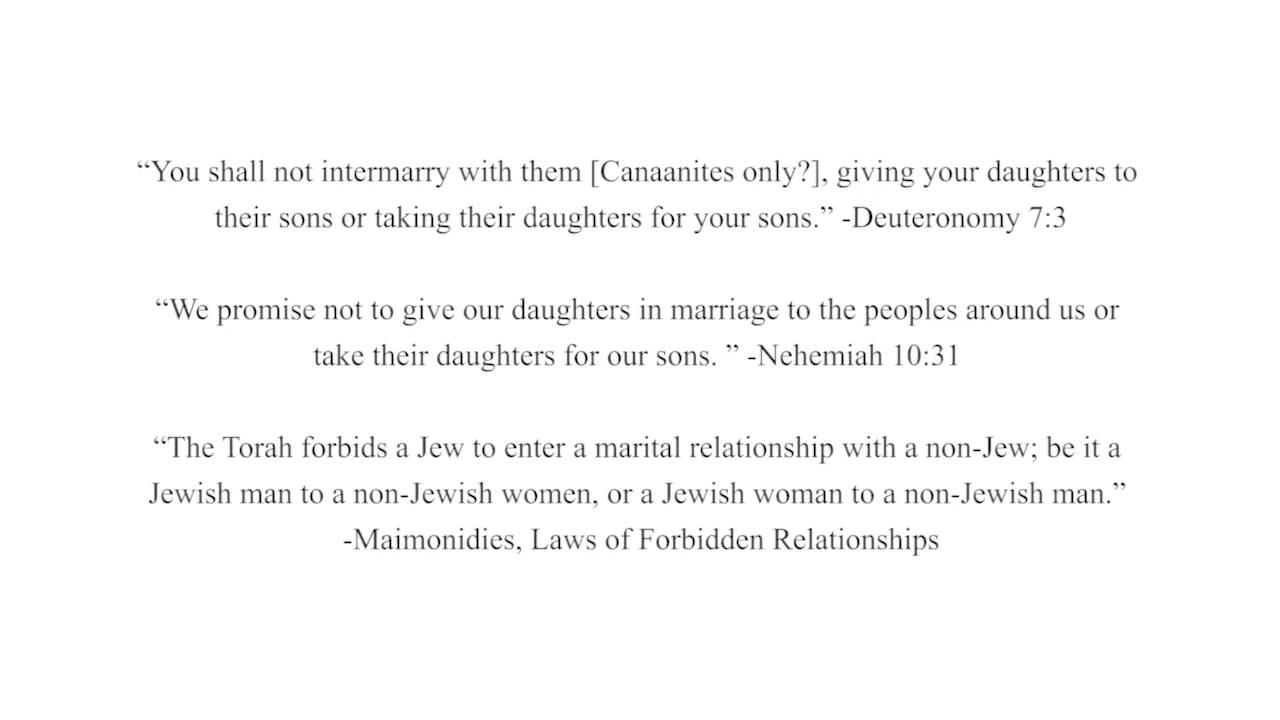 “You shall not intermarry with them [Canaanites only?], giving your daughters to
their sons or taking their daughters for your sons.” -Deuteronomy 7:3
“We promise not to give our daughters in marriage to the peoples around us or
take their daughters for our sons. ” -Nehemiah 10:31
“The Torah forbids a Jew to enter a marital relationship with a non-Jew; be it a
Jewish man to a non-Jewish women, or a Jewish woman to a non-Jewish man.”
-Maimonidies, Laws of Forbidden Relationships